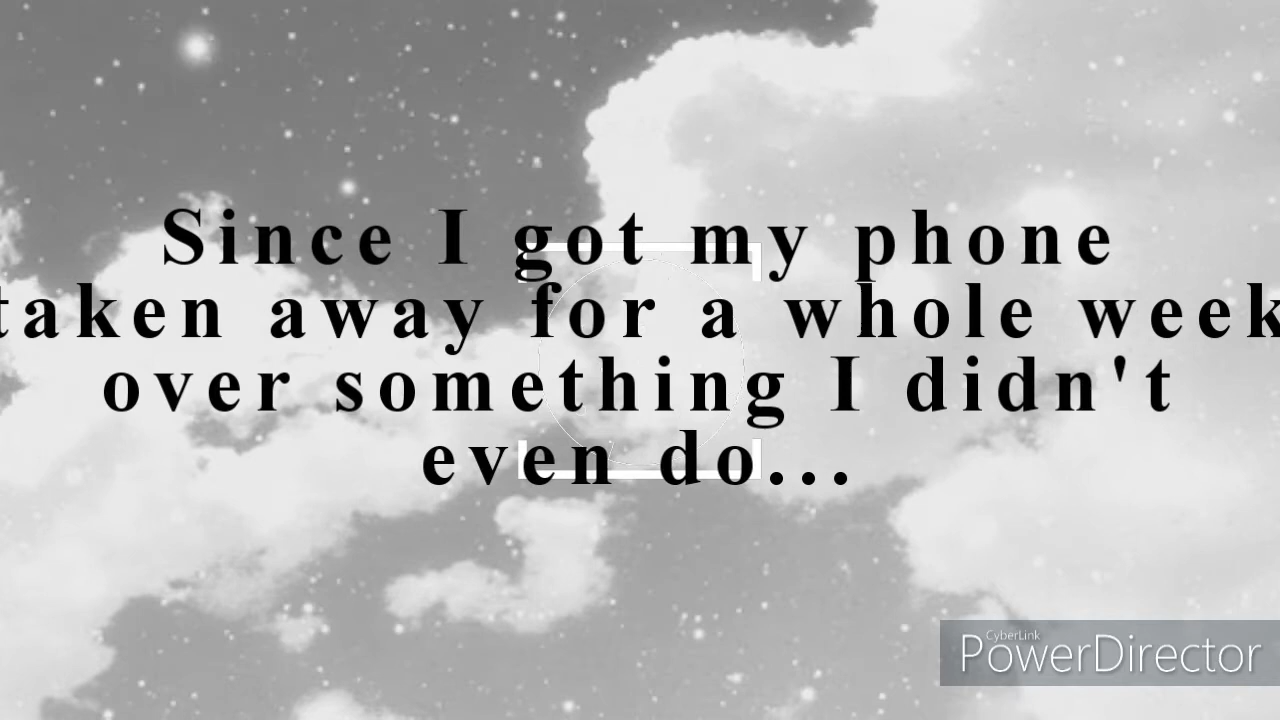 Since I got my phone
taken away for a whole week
over something I didn't
even do...
CyberLink
PowerDirector